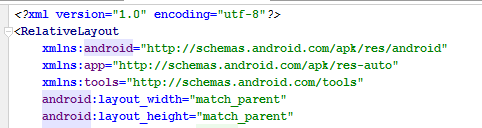 <?xml version="1.0" encoding="utf-8"?>
<RelativeLayout
xmlns:android="http://schemas.android.com/apk/res/android"
xmlns:app="http://schemas.android.com/apk/res-auto"
xmlns:tools="http://schemas.android.com/tools"
android:layout_width="match_parent"
android:layout_height="match_parent"